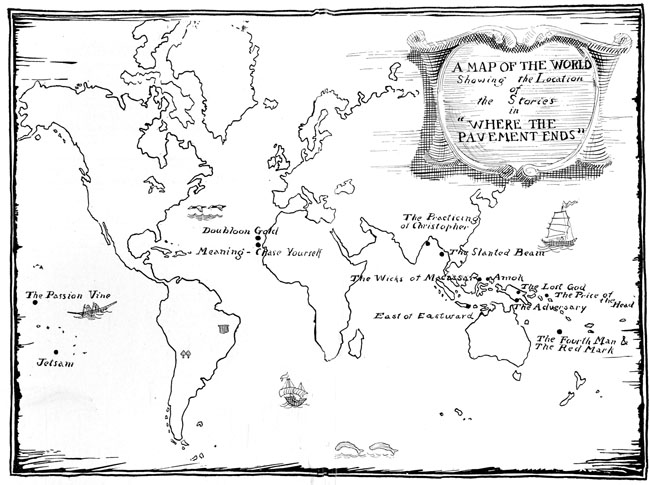 A MAP OF THE WORLD
Showing the Location
of
the Stories
in
"WHERE THE
PAVEMENT ENDS"
The Practicing
of Christopher
Doubloon Gold
The Slanted Beam
Meaning-Chase Yourself
The Wicks of Macassar
Amok
The Lost God
The Passion Vine
The Price of
the Head
The Adversary
East of Eastward
The Fourth Man &
The Red Mark
Jetsam